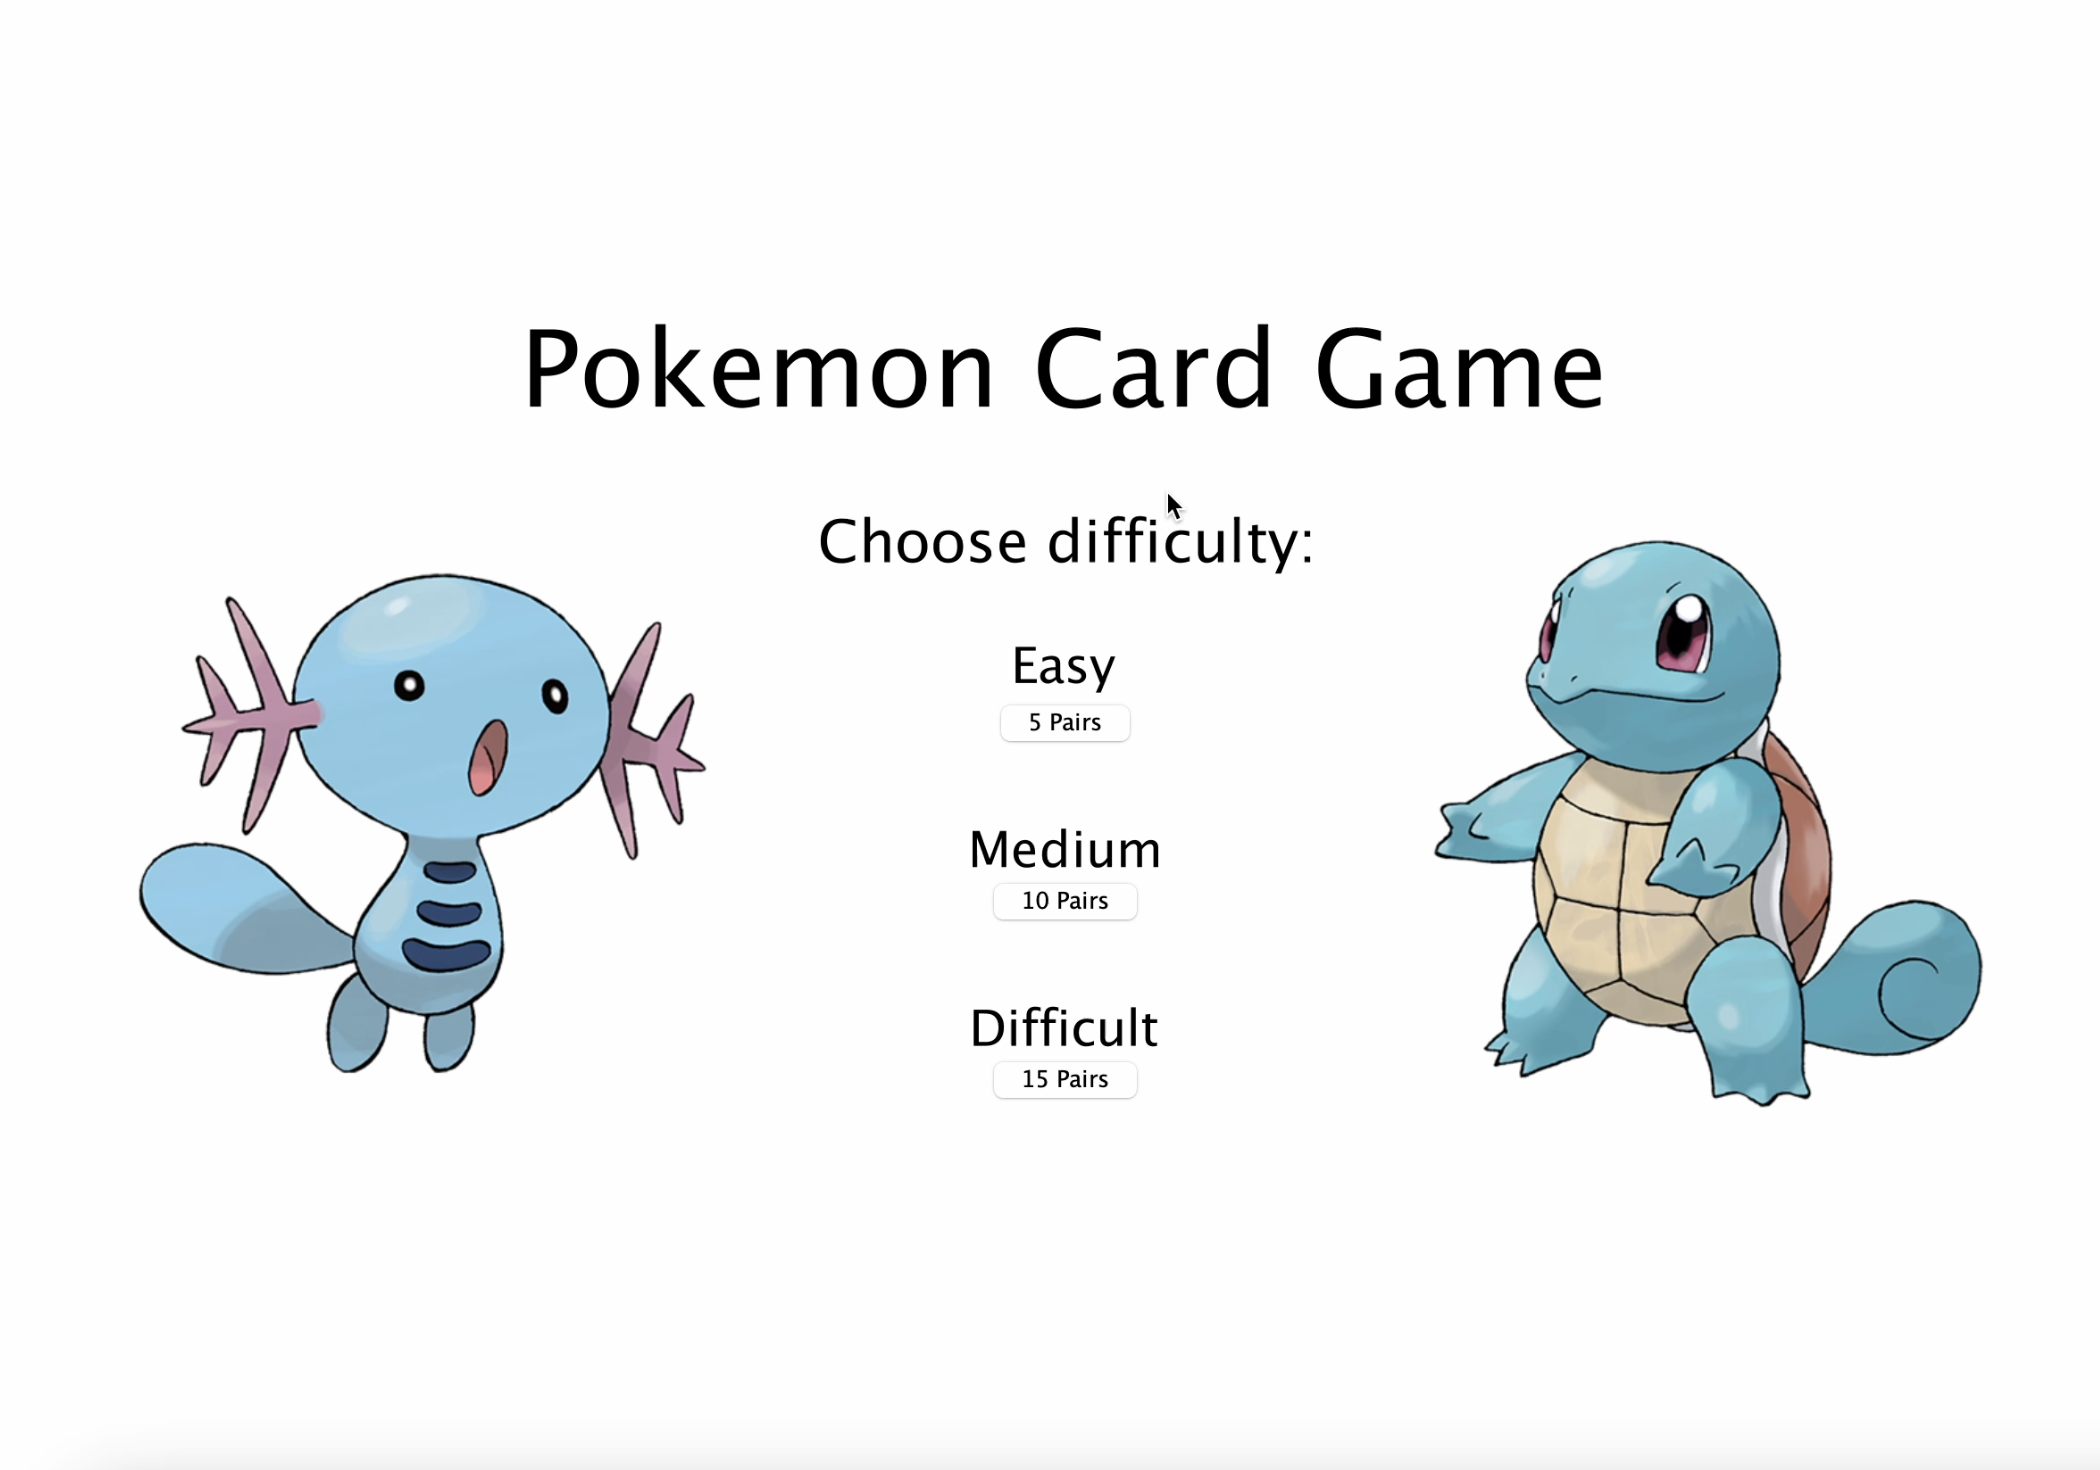 Pokemon Card Game
Choose difficulty:
Easy
5 Pairs
Medium
10 Pairs
Difficult
15 Pairs